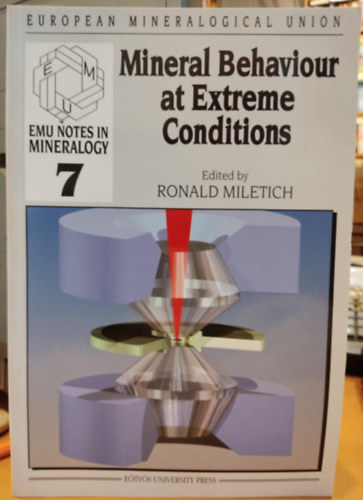 EUROPEAN MINERALOGICAL UNION
E
M
U
EMU NOTES IN
MINERALOGY
7
Mineral Behaviour
at Extreme
Conditions
Edited by
RONALD MILETICH
EÖTVÖS UNIVERSITY PRESS